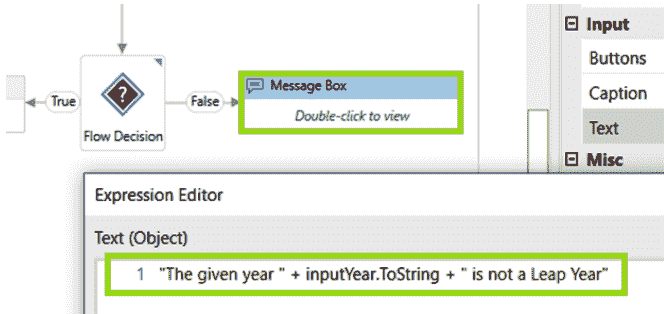 Input
Buttons
Caption
Text
Misc
True
False
Flow Decision
Message Box
Double-click to view
Expression Editor
Text (Object)
1 "The given year " + inputYear.ToString + " is not a Leap Year"